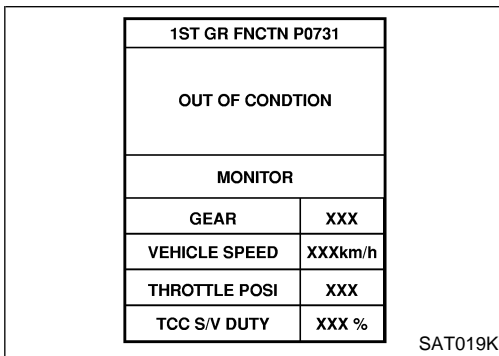 1ST GR FNCTN P0731
OUT OF CONDTION
MONITOR
GEAR XXX
VEHICLE SPEED XXXkm/h
THROTTLE POSI XXX
TCC S/V DUTY XXX %
SAT019K